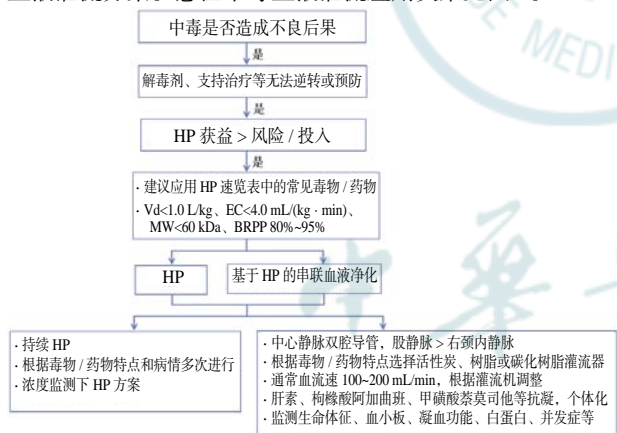 中毒是否造成不良后果
是
解毒剂、支持治疗等无法逆转或预防
是
HP 获益 > 风险 / 投入
是
· 建议应用 HP 速览表中的常见毒物 / 药物
· Vd<1.0 L/kg、EC<4.0 mL/(kg · min)、
MW<60 kDa、BRPP 80%~95%
HP
基于 HP 的串联血液净化
· 持续 HP
· 根据毒物 / 药物特点和病情多次进行
· 浓度监测下 HP 方案
· 中心静脉双腔导管，股静脉 > 右颈内静脉
· 根据毒物 / 药物特点选择活性炭、树脂或碳化树脂灌流器
· 通常血流速 100~200 mL/min，根据灌流机调整
· 肝素、枸橼酸阿加曲班、甲磺酸萘莫司他等抗凝，个体化
· 监测生命体征、血小板、凝血功能、白蛋白、并发症等
MEDI
中华